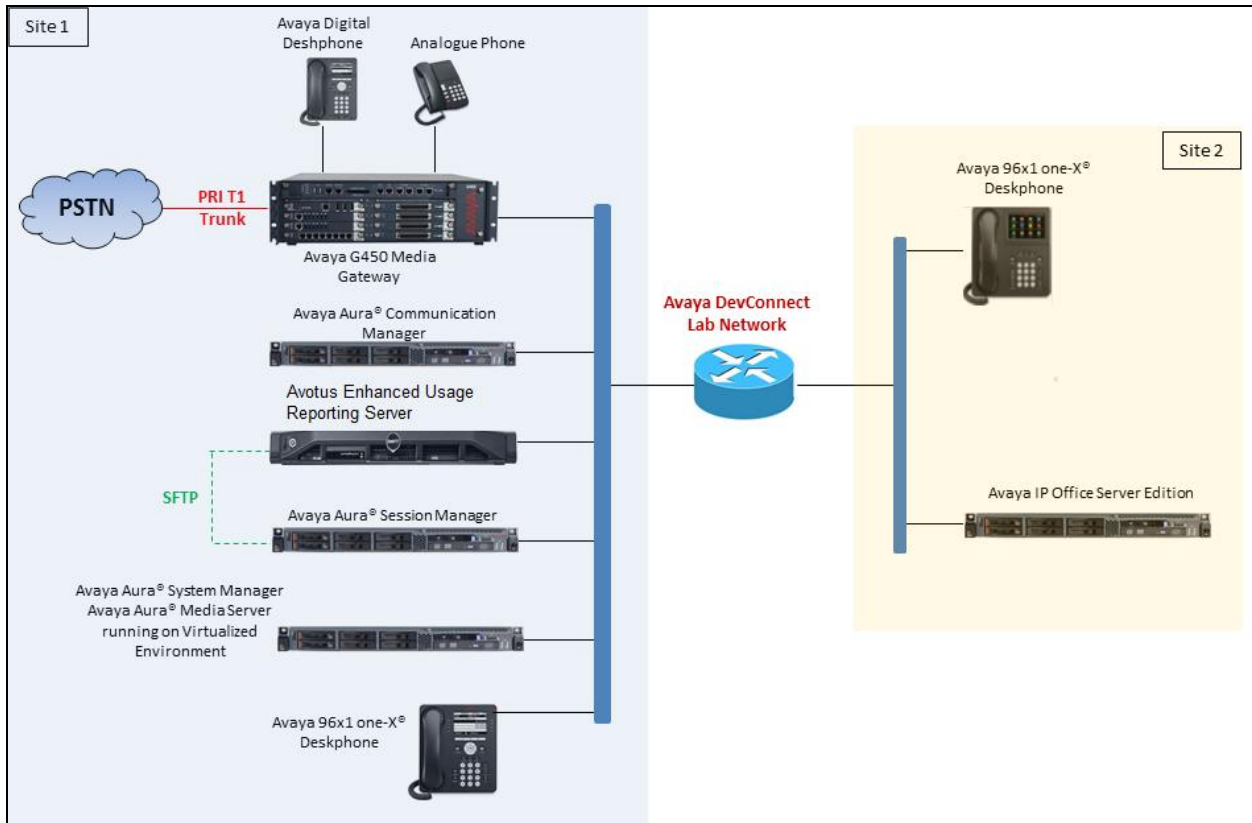 Site 1
Avaya Digital
Deshphone
Analogue Phone
PSTN
PRI T1
Trunk
Avaya G450 Media
Gateway
Avaya Aura® Communication
Manager
Avotus Enhanced Usage
Reporting Server
SFTP
Avaya Aura® Session Manager
Avaya Aura® System Manager
Avaya Aura® Media Server
running on Virtualized
Environment
Avaya 96x1 one-X®
Deskphone
Avaya DevConnect
Lab Network
Site 2
Avaya 96x1 one-X®
Deskphone
Avaya IP Office Server Edition